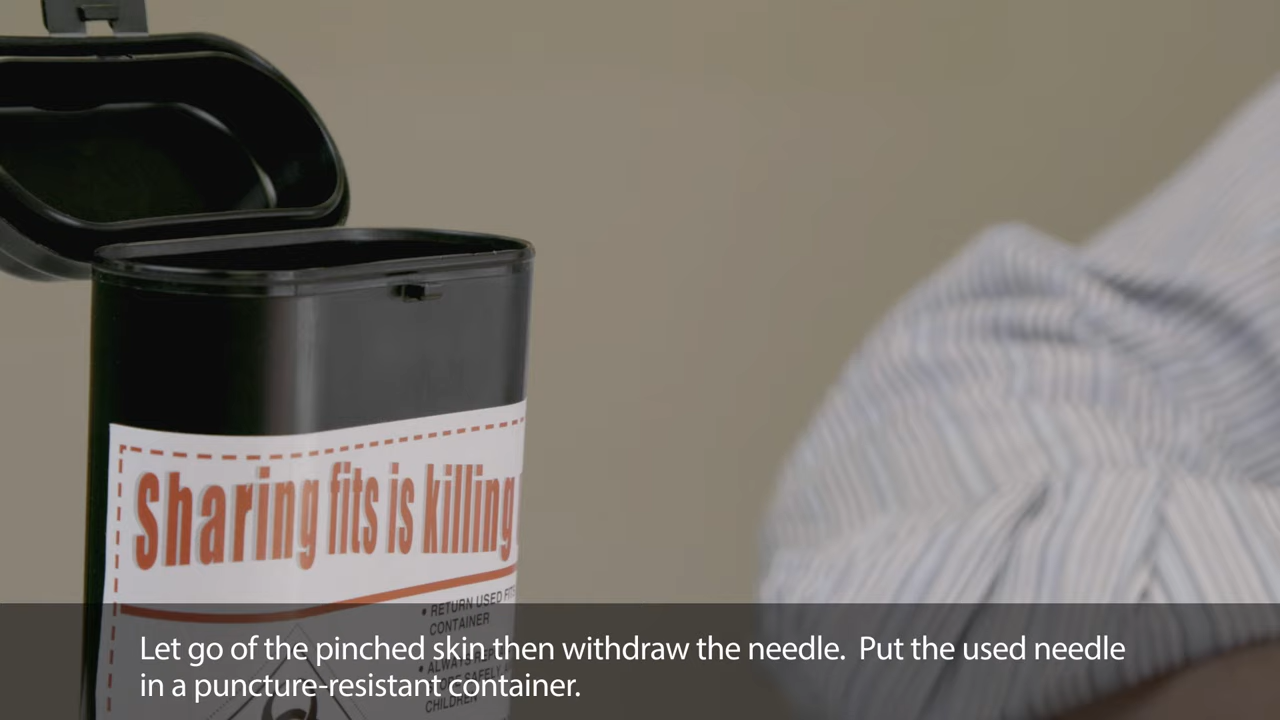 Sharing fits is killing
• RETURN USED FITS
CONTAINER
• ALWAYS
CHILDREN
Let go of the pinched skin then withdraw the needle. Put the used needle
in a puncture-resistant container.